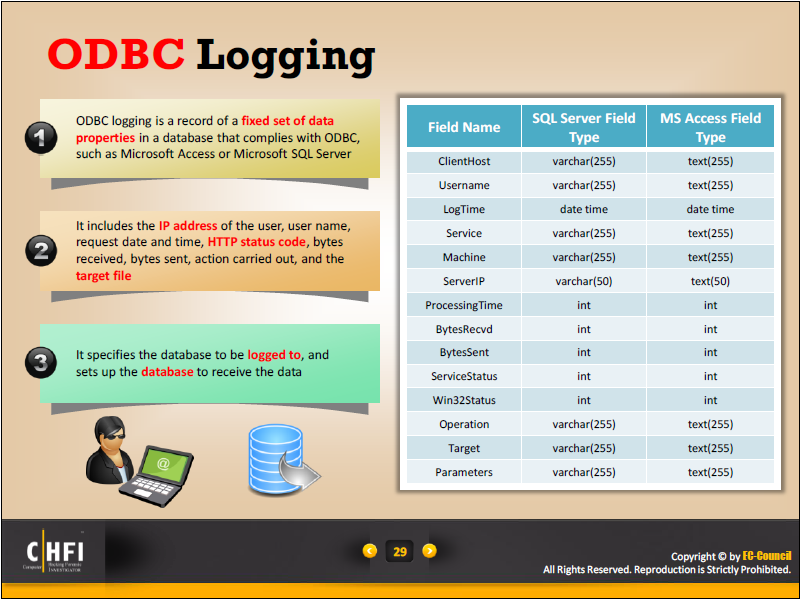 ODBC Logging
1
ODBC logging is a record of a fixed set of data
properties in a database that complies with ODBC,
such as Microsoft Access or Microsoft SQL Server
2
It includes the IP address of the user, user name,
request date and time, HTTP status code, bytes
received, bytes sent, action carried out, and the
target file
3
It specifies the database to be logged to, and
sets up the database to receive the data
@
Field Name SQL Server Field Type MS Access Field Type
ClientHost varchar(255) text(255)
Username varchar(255) text(255)
LogTime date time date time
Service varchar(255) text(255)
Machine varchar(255) text(255)
ServerIP varchar(50) text(50)
ProcessingTime int int
BytesRecvd int int
BytesSent int int
ServiceStatus int int
Win32Status int int
Operation varchar(255) text(255)
Target varchar(255) text(255)
Parameters varchar(255) text(255)
CHFI
Computer Hacking Forensic
INVESTIGATOR
29
Copyright © by EC-Council
All Rights Reserved. Reproduction is Strictly Prohibited.